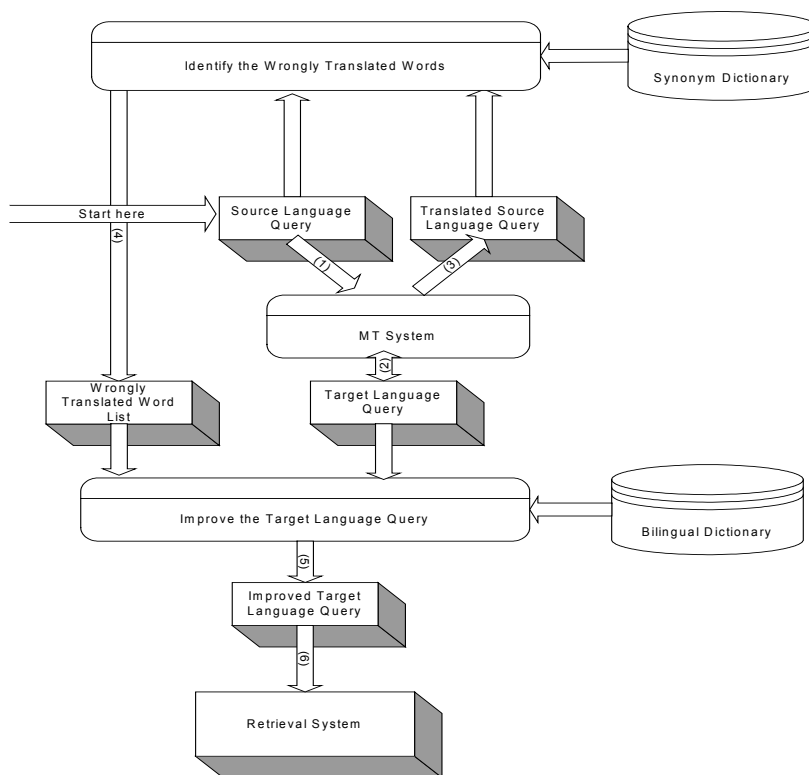 Identify the Wrongly Translated Words
Synonym Dictionary
Start here
Source Language
Query
Translated Source
Language Query
(4)
(1)
(3)
MT System
(2)
Wrongly
Translated Word
List
Target Language
Query
Improve the Target Language Query
Bilingual Dictionary
(5)
Improved Target
Language Query
(6)
Retrieval System